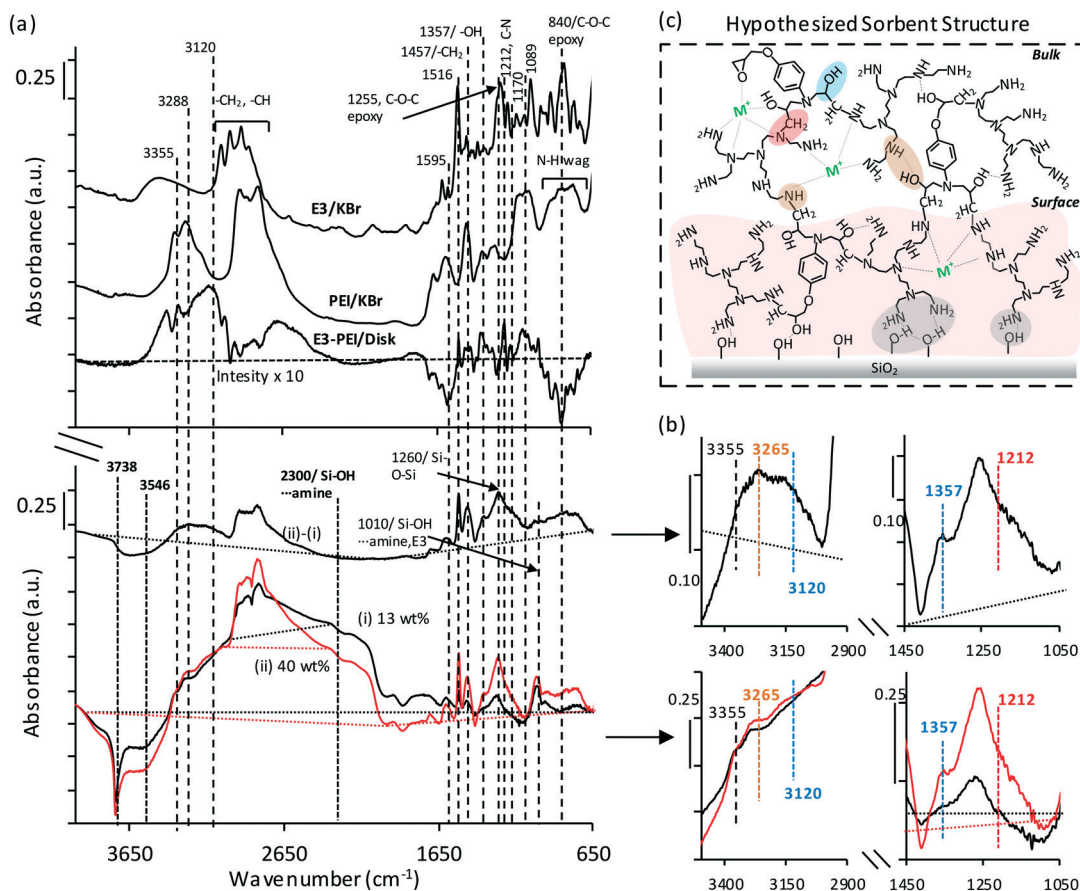 (a)
0.25
3355
3288
3120
-CH₂, -CH
1255, C-O-C
epoxy
1357/ -OH
1457/-CH₂
1516
1212, C-N
1170
1089
840/C-O-C
epoxy
1595
N-H wag
E3/KBr
PEI/KBr
E3-PEI/Disk
Intesity x 10
Absorbance (a.u.)
3738
3546
0.25
2300/ Si-OH
···amine
1260/ Si-
O-Si
1010/ Si-OH
···amine,E3
(ii)-(i)
(i) 13 wt%
(ii) 40 wt%
Absorbance (a.u.)
3650
2650
1650
650
Wavenumber (cm⁻¹)
(c)
Hypothesized Sorbent Structure
Bulk
Surface
M⁺
M⁺
M⁺
SiO₂
(b)
3355
3265
3120
0.10
3400
3150
2900
1357
1212
0.10
1450
1250
1050
3355
3265
3120
0.25
3400
3150
2900
1357
1212
0.25
1450
1250
1050